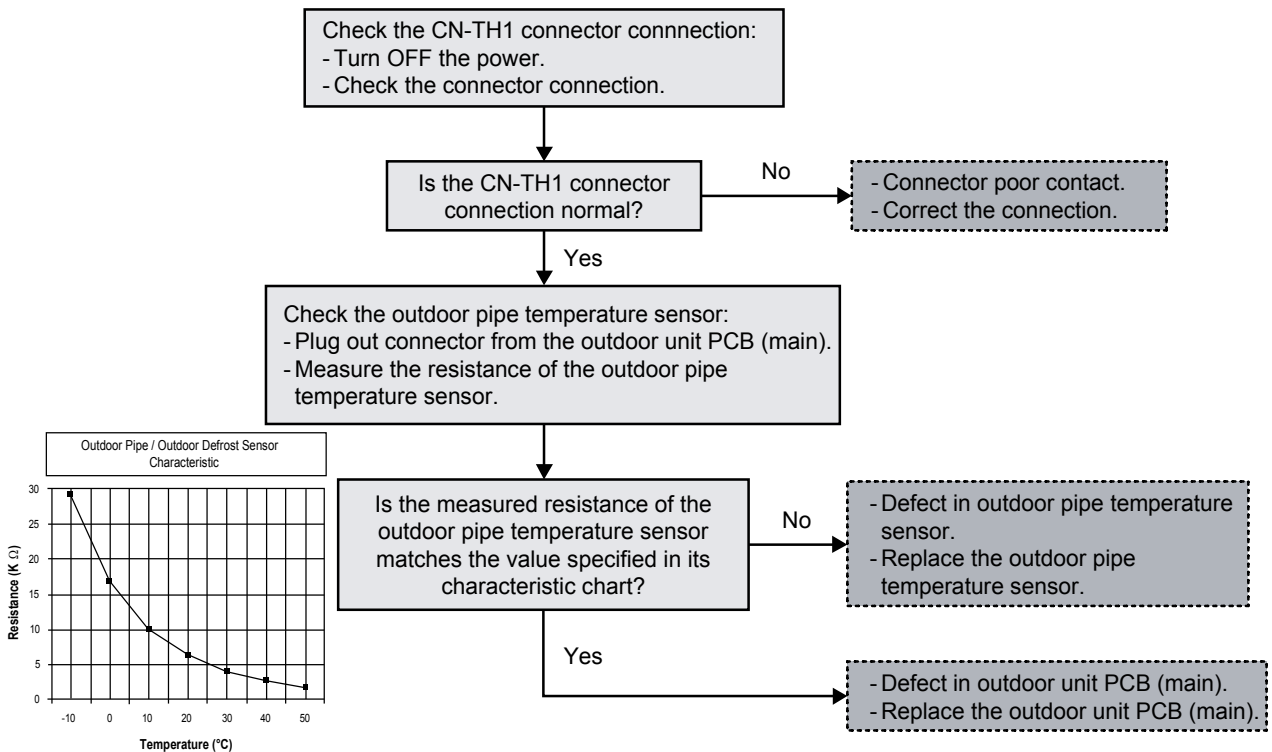 Check the CN-TH1 connector connnection:
- Turn OFF the power.
- Check the connector connection.
Is the CN-TH1 connector
connection normal?
No
- Connector poor contact.
- Correct the connection.
Yes
Check the outdoor pipe temperature sensor:
- Plug out connector from the outdoor unit PCB (main).
- Measure the resistance of the outdoor pipe
temperature sensor.
Outdoor Pipe / Outdoor Defrost Sensor
Characteristic
30
25
20
15
10
5
0
Resistance (K Ω)
-10 0 10 20 30 40 50
Temperature (°C)
Is the measured resistance of the
outdoor pipe temperature sensor
matches the value specified in its
characteristic chart?
No
- Defect in outdoor pipe temperature
sensor.
- Replace the outdoor pipe
temperature sensor.
Yes
- Defect in outdoor unit PCB (main).
- Replace the outdoor unit PCB (main).